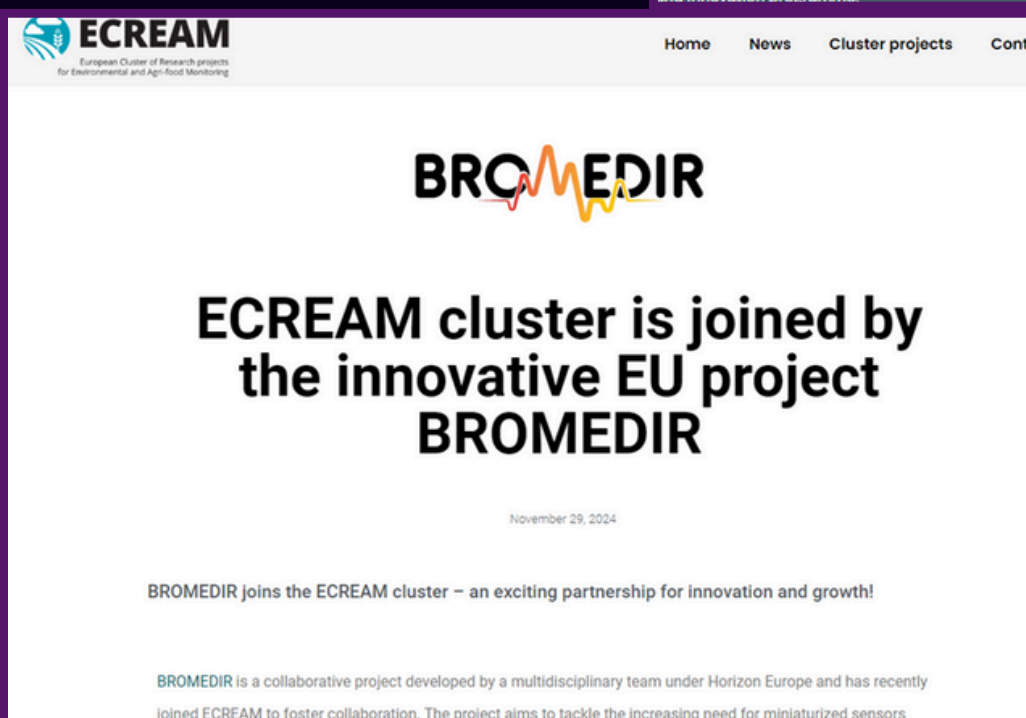 ECREAM
European Cluster of Research projects
for Environmental and Agri-food Monitoring
Home News Cluster projects Cont
BROMEDIR
ECREAM cluster is joined by
the innovative EU project
BROMEDIR
November 29, 2024
BROMEDIR joins the ECREAM cluster – an exciting partnership for innovation and growth!
BROMEDIR is a collaborative project developed by a multidisciplinary team under Horizon Europe and has recently
joined ECREAM to foster collaboration. The project aims to tackle the increasing need for miniaturized sensors